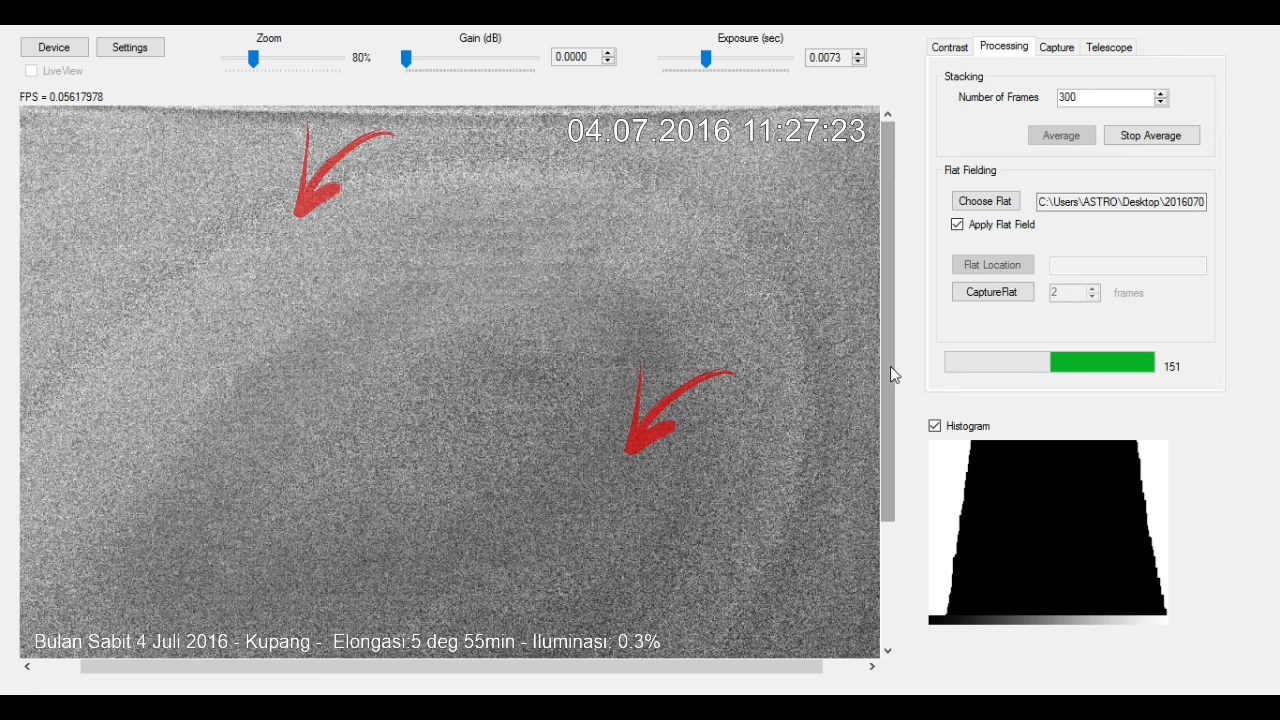 Device
Settings
Zoom
Gain (dB)
Exposure (sec)
80%
0.0000
0.0073
LiveView
FPS = 0.05617978
Contrast
Processing
Capture
Telescope
Stacking
Number of Frames
300
Average
Stop Average
Flat Fielding
Choose Flat
C:\Users\ASTRO\Desktop\2016070
Apply Flat Field
Flat Location
CaptureFlat
2
frames
151
Histogram
04.07.2016 11:27:23
Bulan Sabit 4 Juli 2016 - Kupang - Elongasi:5 deg 55min - Iluminasi: 0.3%